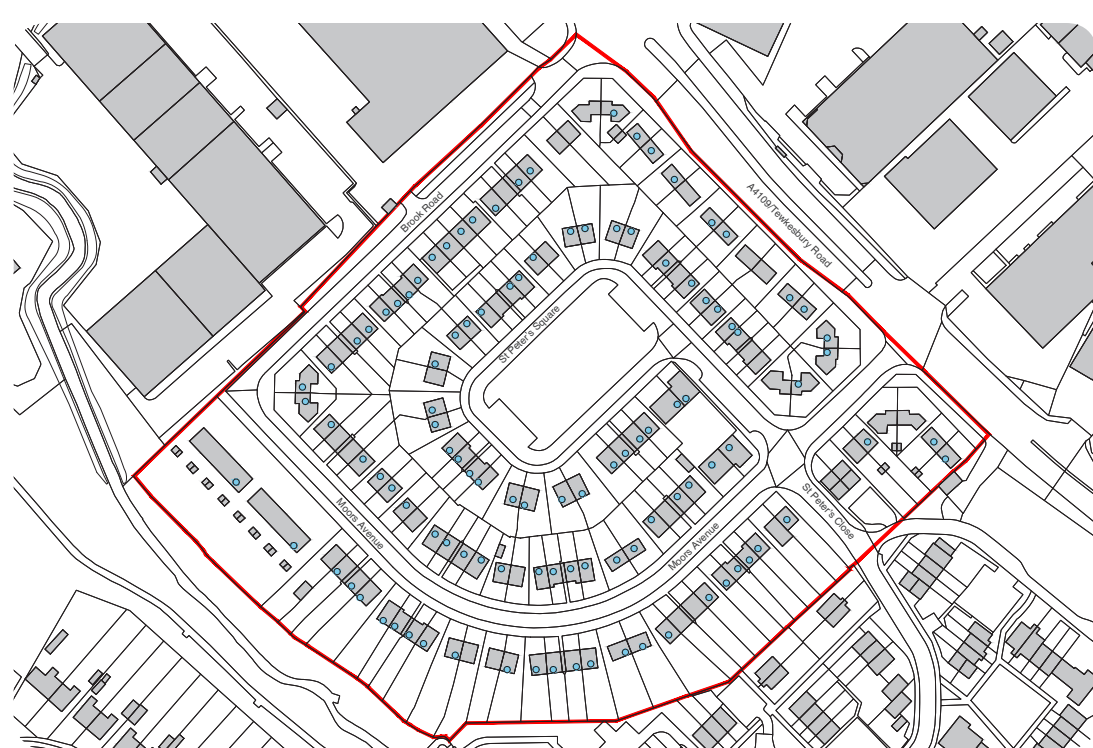 Brook Road
A4109/Tewkesbury Road
St Peter's Square
Moors Avenue
St Peter's Close
Moors Avenue